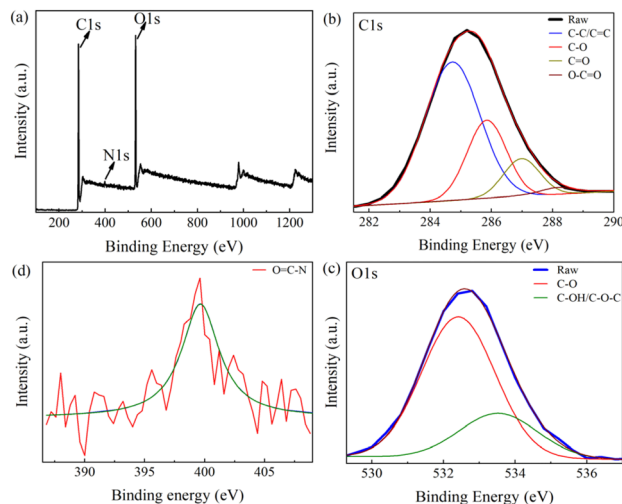 (a)
C1s
O1s
N1s
Intensity (a.u.)
200 400 600 800 1000 1200
Binding Energy (eV)
(b)
C1s
Raw
C-C/C=C
C-O
C=O
O-C=O
Intensity (a.u.)
282 284 286 288 290
Binding Energy (eV)
(d)
O=C-N
Intensity (a.u.)
390 395 400 405
Binding energy (eV)
(c)
O1s
Raw
C-O
C-OH/C-O-C
Intensity (a.u.)
530 532 534 536
Binding Energy (eV)